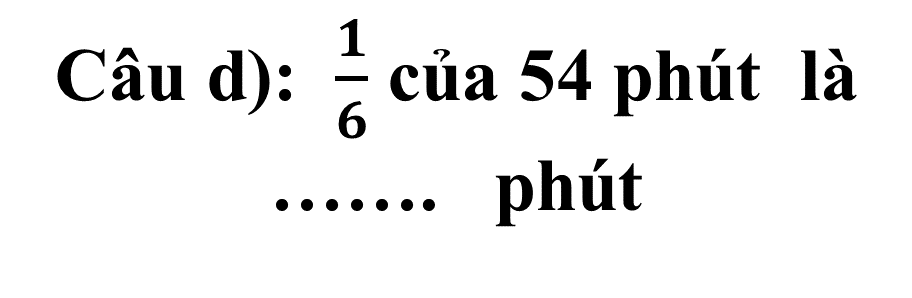 Câu d): 1/6 của 54 phút là
....... phút